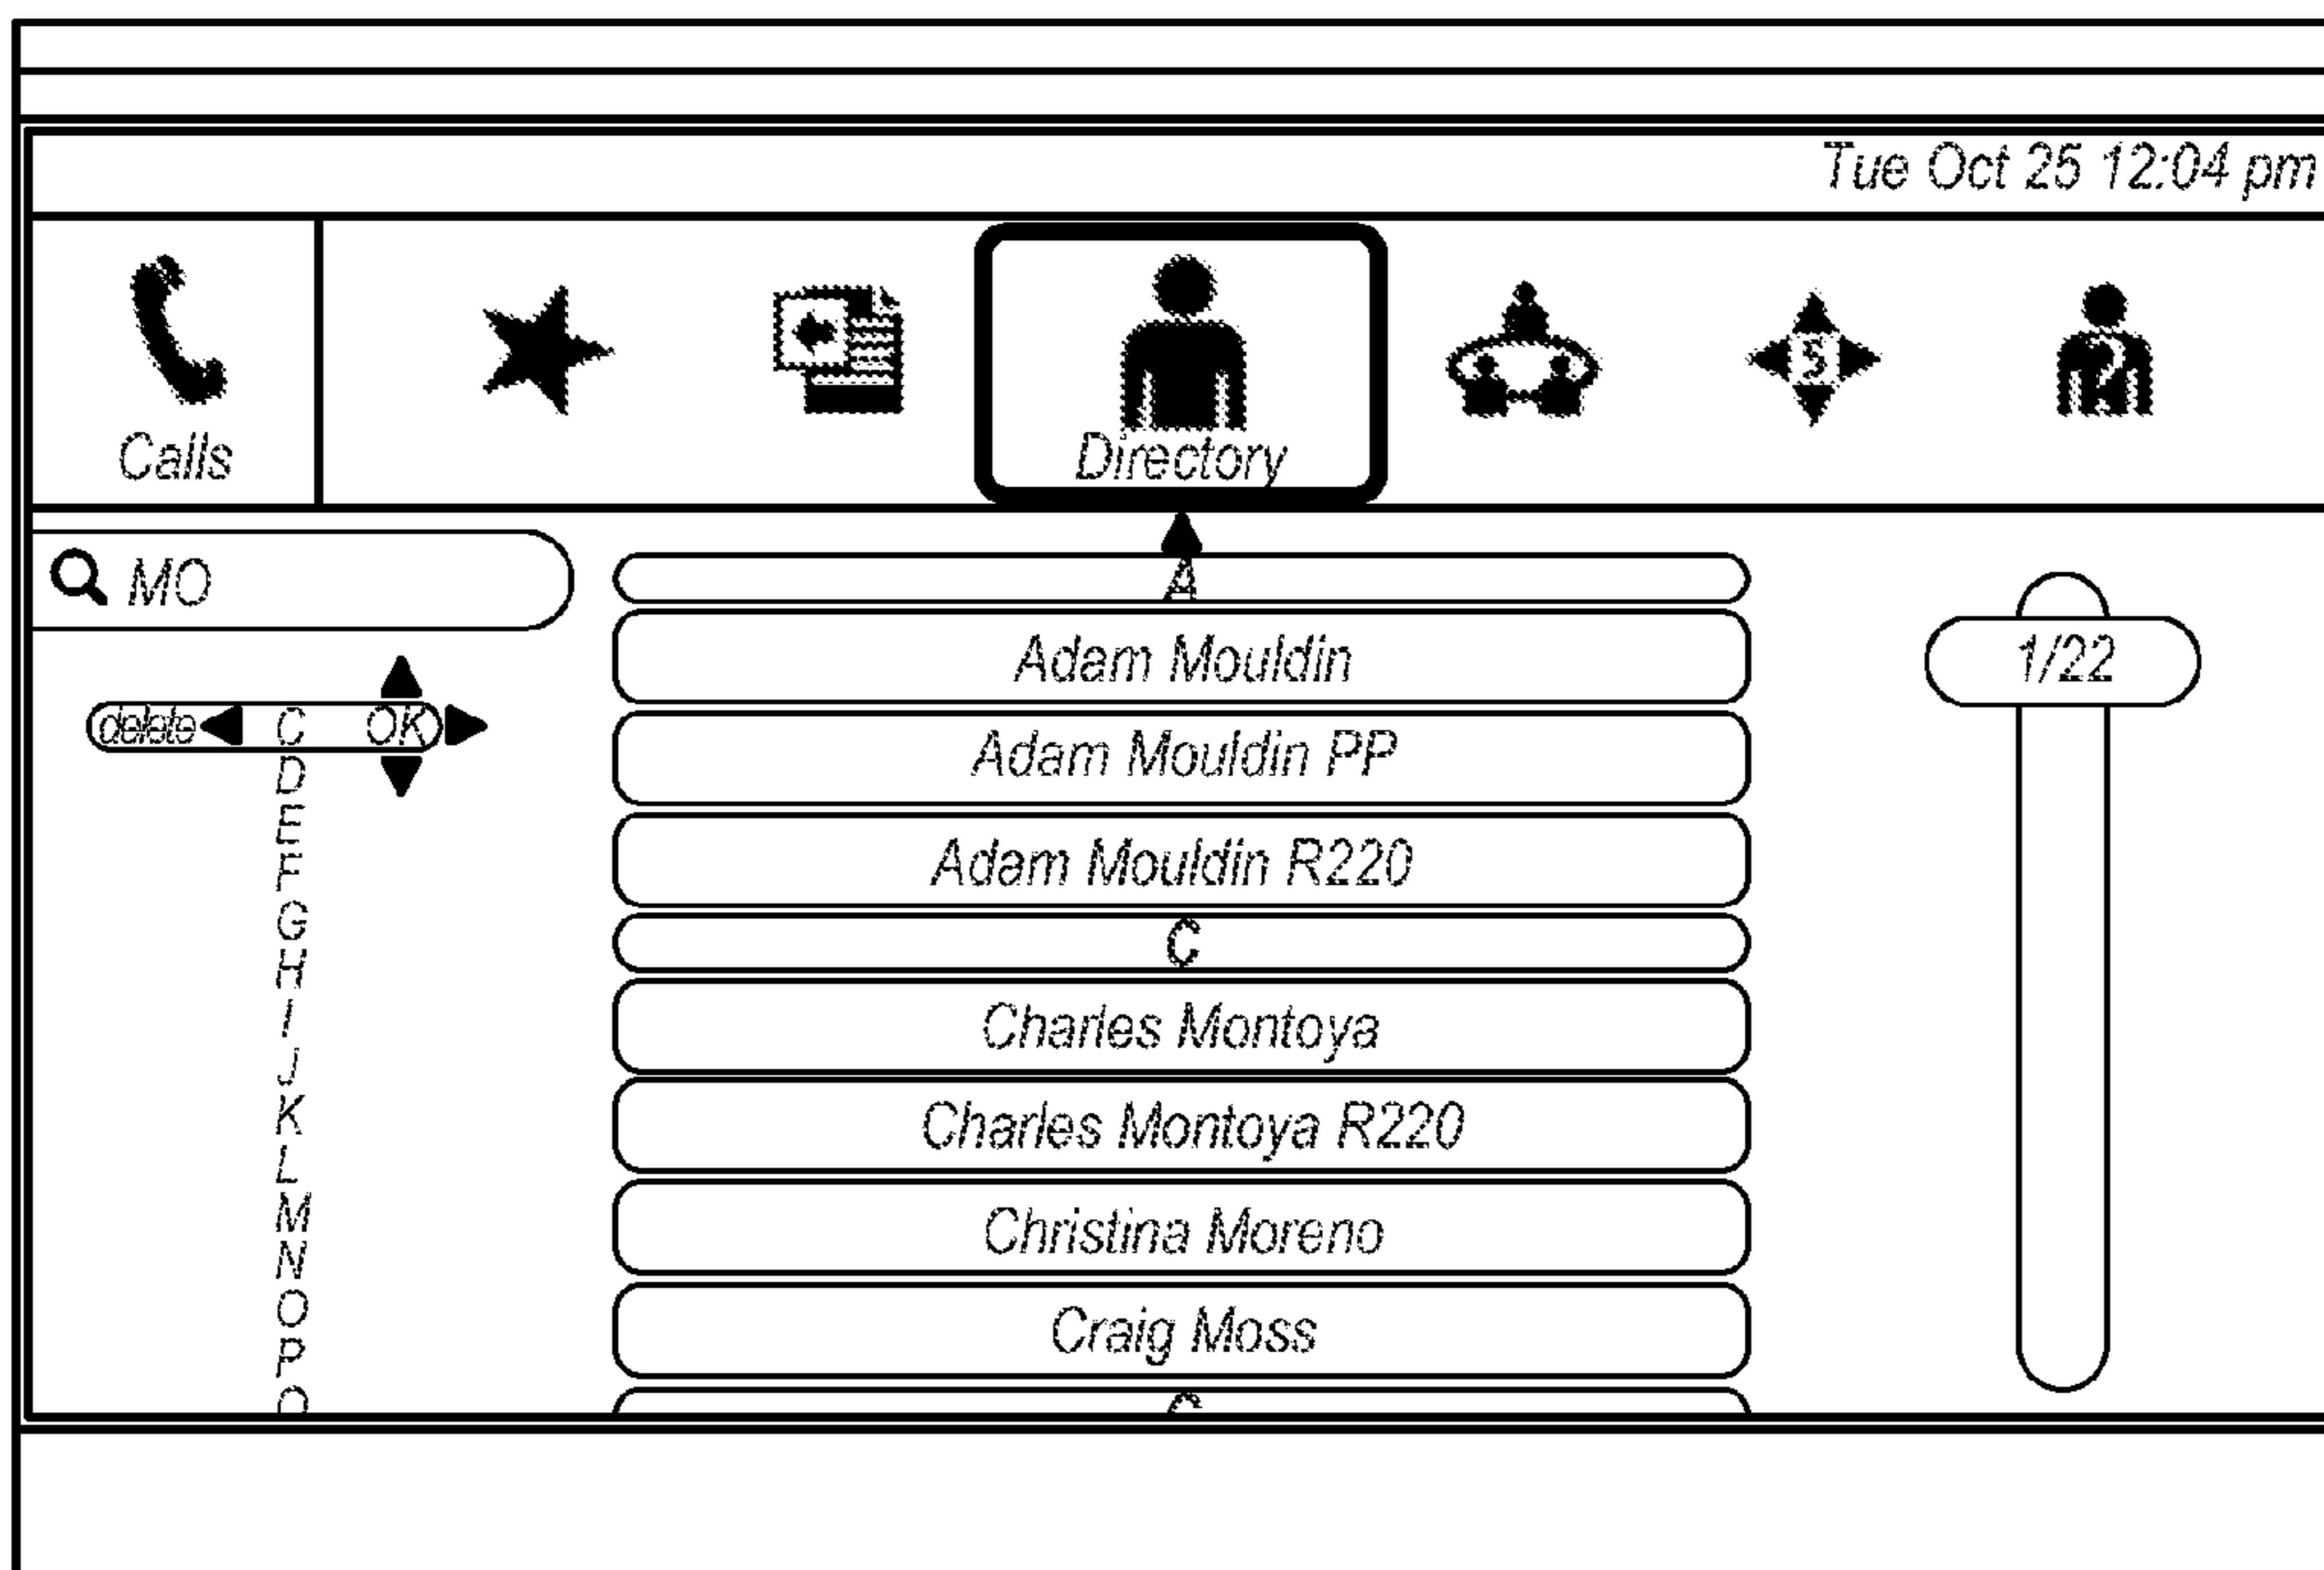 Tue Oct 25 12:04 pm
Calls
Directory
MO
delete C OK
D
E
F
G
H
I
J
K
L
M
N
O
P
A
Adam Mouldin
Adam Mouldin PP
Adam Mouldin R220
C
Charles Montoya
Charles Montoya R220
Christina Moreno
Craig Moss
1/22